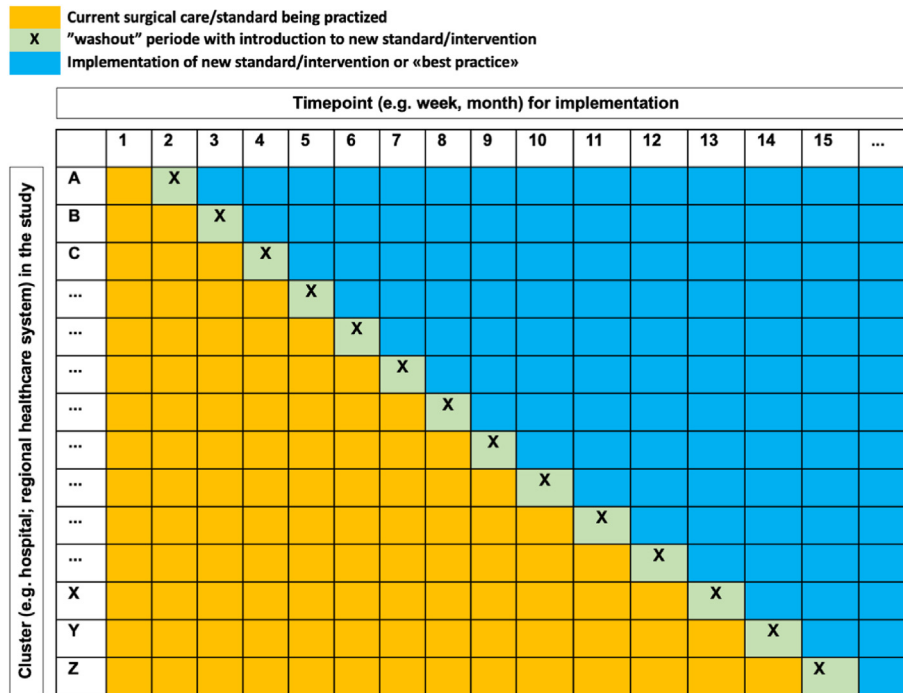 Current surgical care/standard being practized
X "washout" periode with introduction to new standard/intervention
Implementation of new standard/intervention or «best practice»
Timepoint (e.g. week, month) for implementation
1 2 3 4 5 6 7 8 9 10 11 12 13 14 15 ...
Cluster (e.g. hospital; regional healthcare system) in the study
A X
B X
C X
... X
... X
... X
... X
... X
... X
... X
... X
X X
Y X
Z X